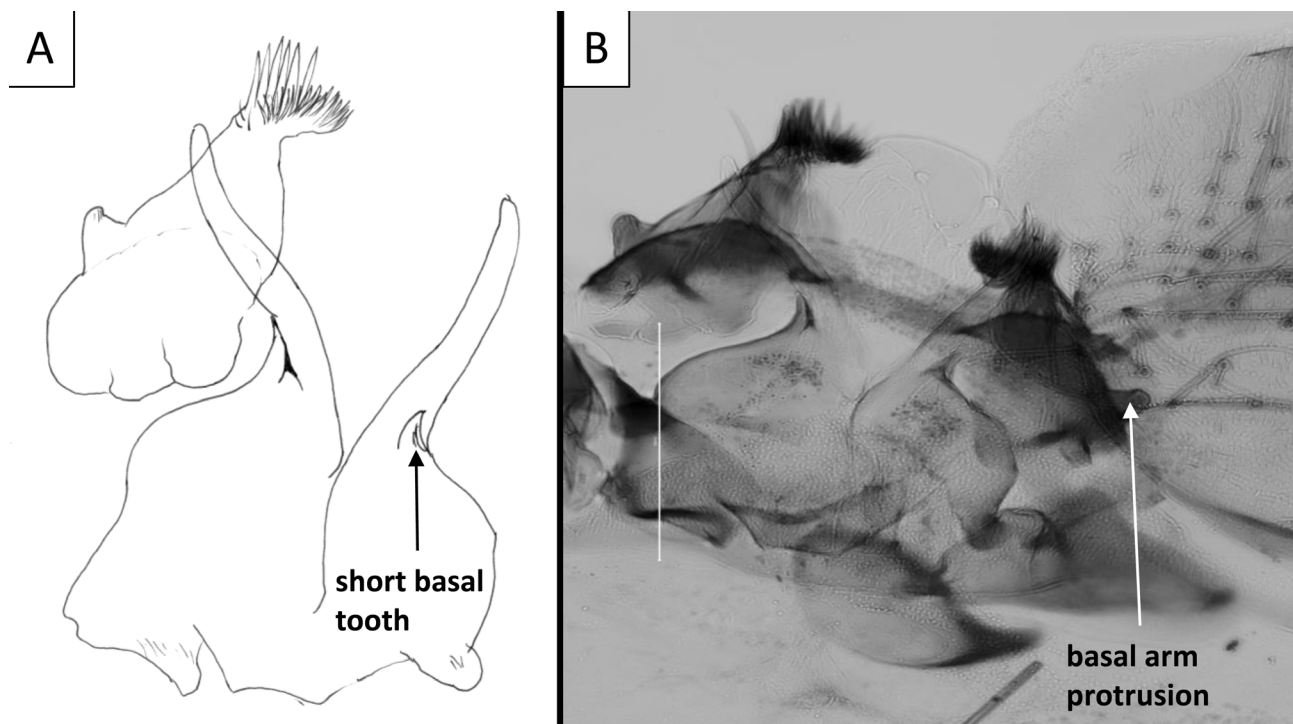 A
B
short basal
tooth
basal arm
protrusion